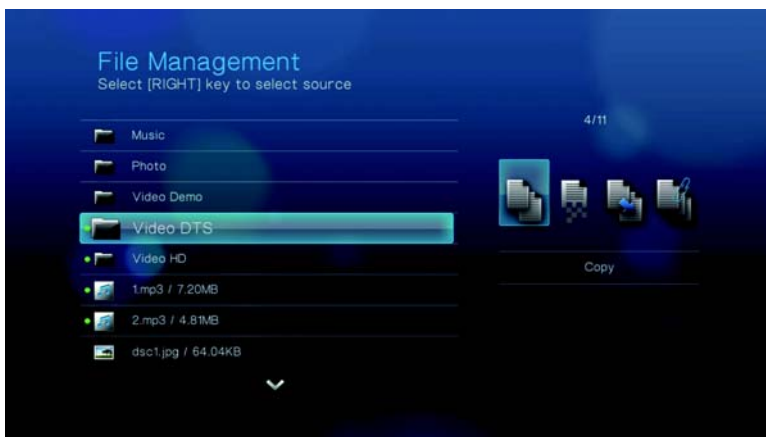 File Management
Select [RIGHT] key to select source
4/11
Music
Photo
Video Demo
Video DTS
Video HD
Copy
1.mp3 / 7.20MB
2.mp3 / 4.81MB
dsc1.jpg / 64.04KB